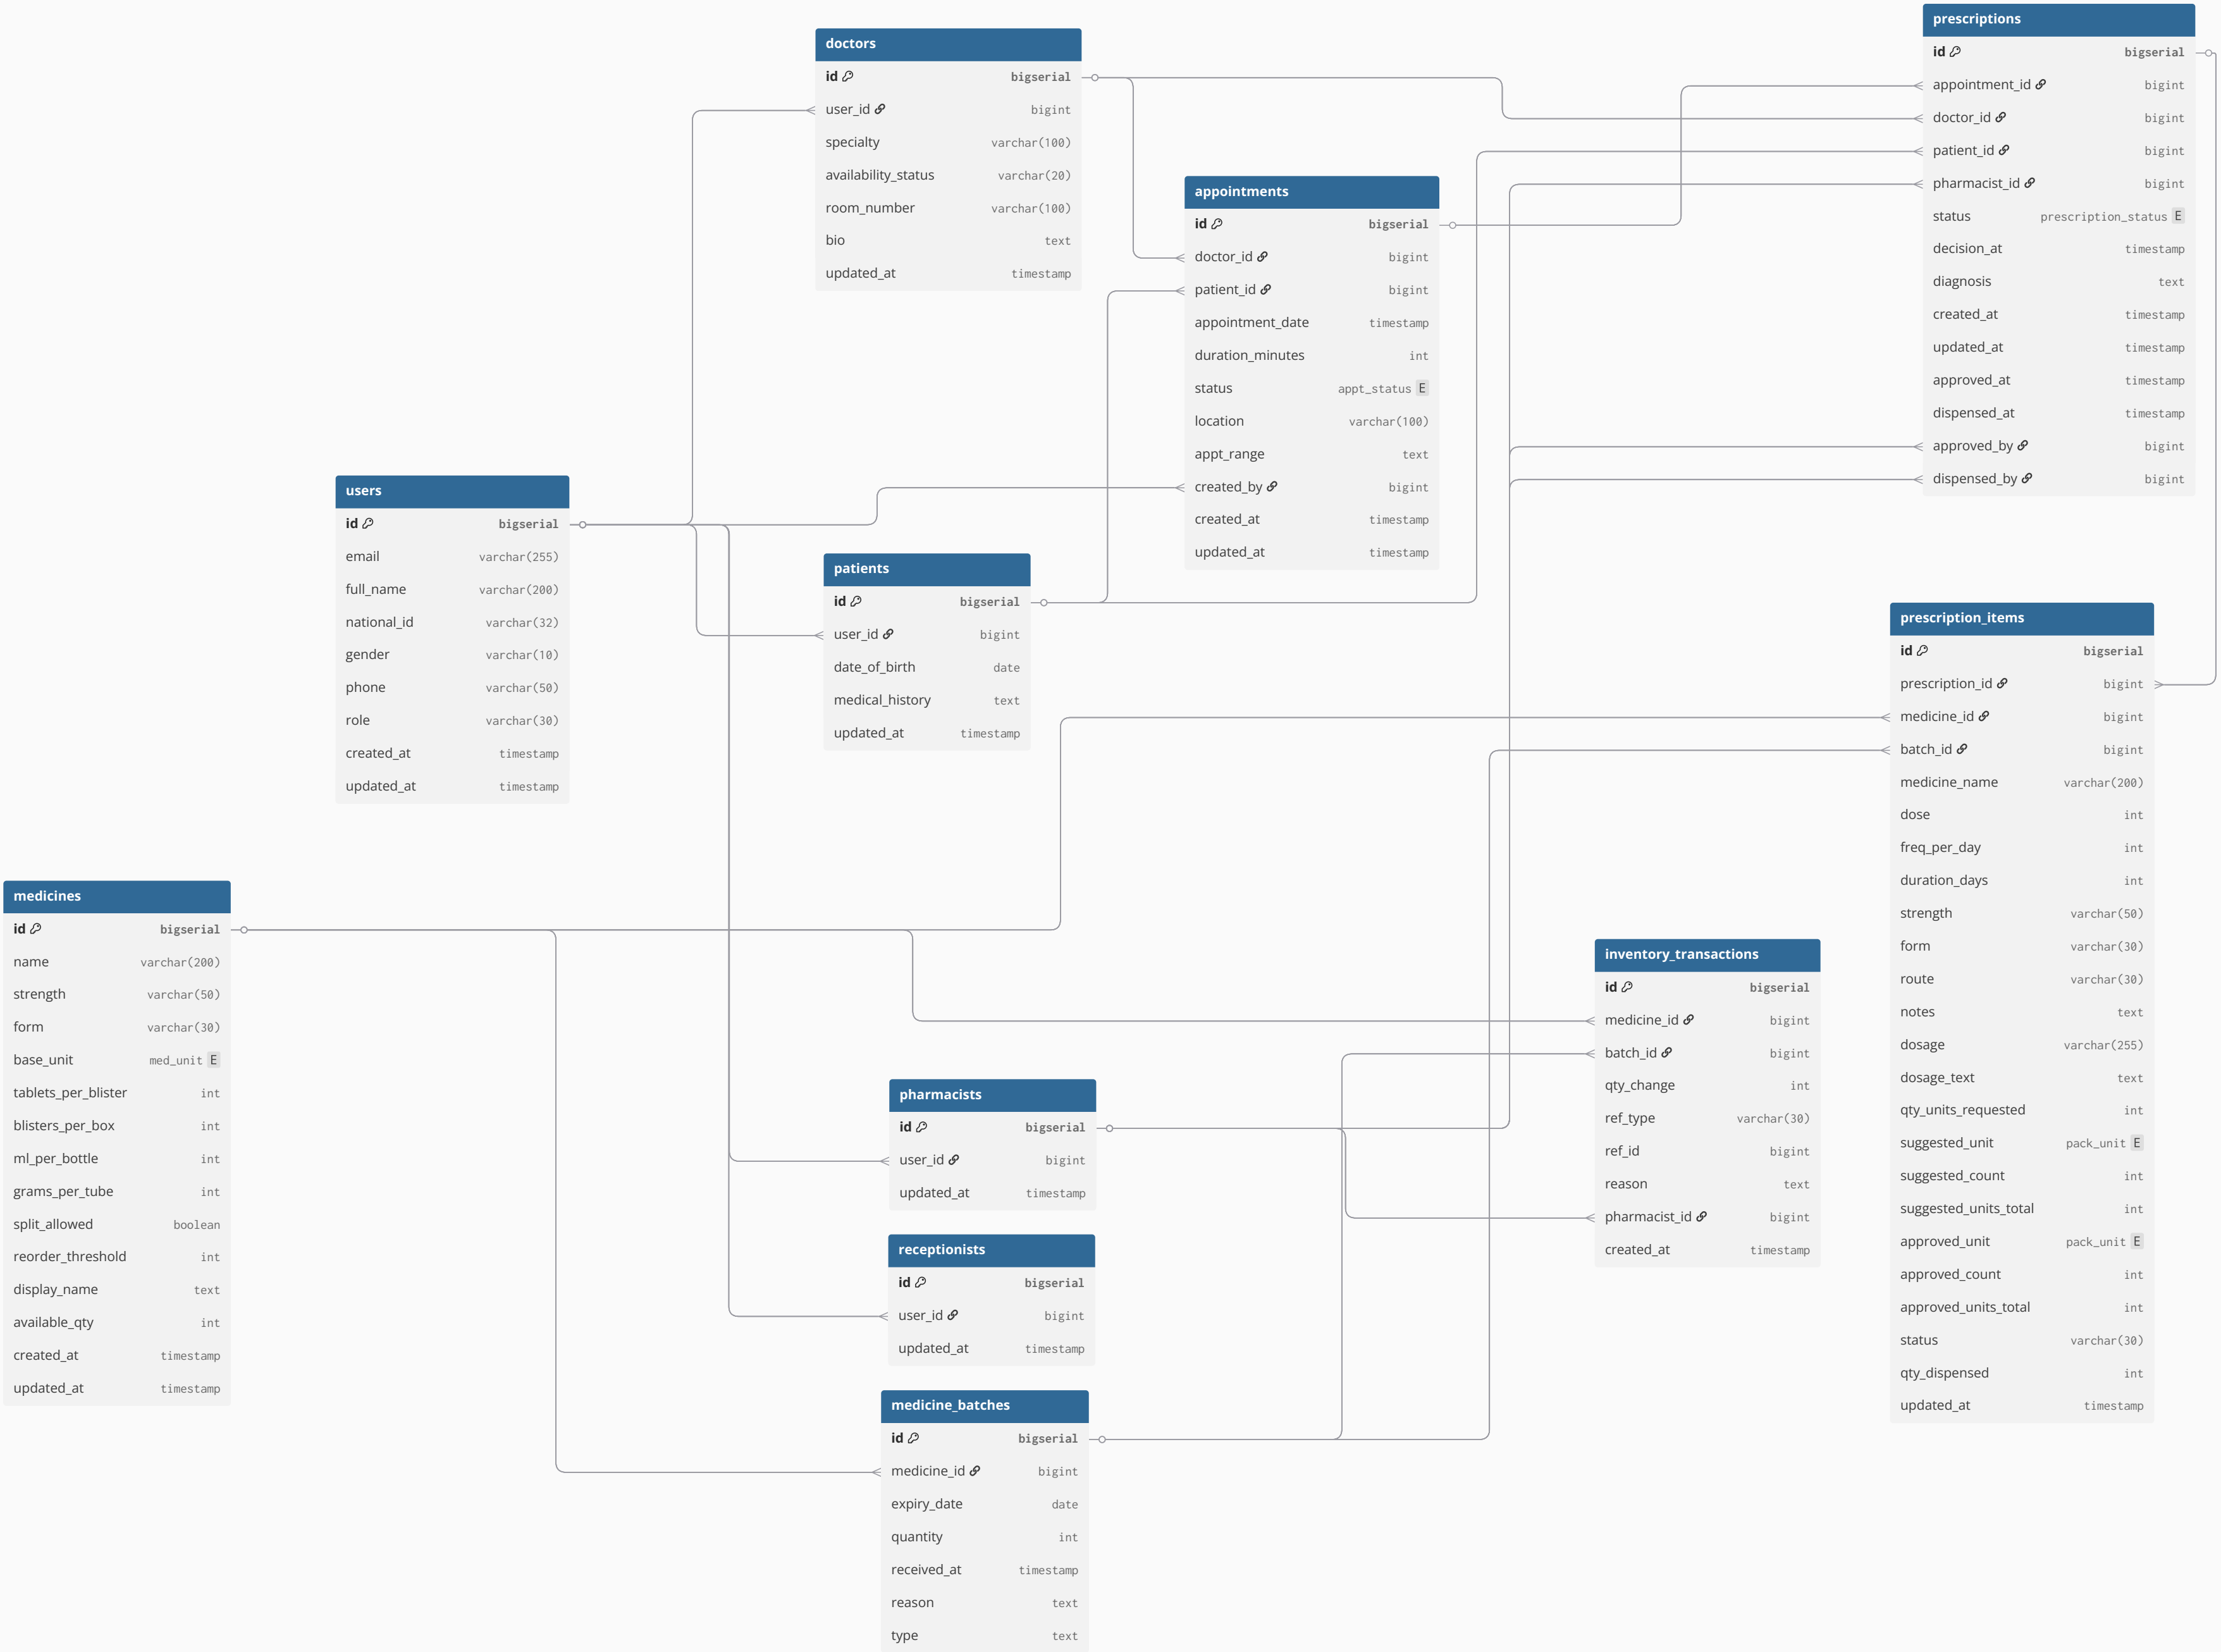 doctors
id bigserial
user_id bigint
specialty varchar(100)
availability_status varchar(20)
room_number varchar(100)
bio text
updated_at timestamp
prescriptions
id bigserial
appointment_id bigint
doctor_id bigint
patient_id bigint
pharmacist_id bigint
status prescription_status E
decision_at timestamp
diagnosis text
created_at timestamp
updated_at timestamp
approved_at timestamp
dispensed_at timestamp
approved_by bigint
dispensed_by bigint
appointments
id bigserial
doctor_id bigint
patient_id bigint
appointment_date timestamp
duration_minutes int
status appt_status E
location varchar(100)
appt_range text
created_by bigint
created_at timestamp
updated_at timestamp
users
id bigserial
email varchar(255)
full_name varchar(200)
national_id varchar(32)
gender varchar(10)
phone varchar(50)
role varchar(30)
created_at timestamp
updated_at timestamp
patients
id bigserial
user_id bigint
date_of_birth date
medical_history text
updated_at timestamp
prescription_items
id bigserial
prescription_id bigint
medicine_id bigint
batch_id bigint
medicine_name varchar(200)
dose int
freq_per_day int
duration_days int
strength varchar(50)
form varchar(30)
route varchar(30)
notes text
dosage varchar(255)
dosage_text text
qty_units_requested int
suggested_unit pack_unit E
suggested_count int
suggested_units_total int
approved_unit pack_unit E
approved_count int
approved_units_total int
status varchar(30)
qty_dispensed int
updated_at timestamp
medicines
id bigserial
name varchar(200)
strength varchar(50)
form varchar(30)
base_unit med_unit E
tablets_per_blister int
blisters_per_box int
ml_per_bottle int
grams_per_tube int
split_allowed boolean
reorder_threshold int
display_name text
available_qty int
created_at timestamp
updated_at timestamp
inventory_transactions
id bigserial
medicine_id bigint
batch_id bigint
qty_change int
ref_type varchar(30)
ref_id bigint
reason text
pharmacist_id bigint
created_at timestamp
pharmacists
id bigserial
user_id bigint
updated_at timestamp
receptionists
id bigserial
user_id bigint
updated_at timestamp
medicine_batches
id bigserial
medicine_id bigint
expiry_date date
quantity int
received_at timestamp
reason text
type text